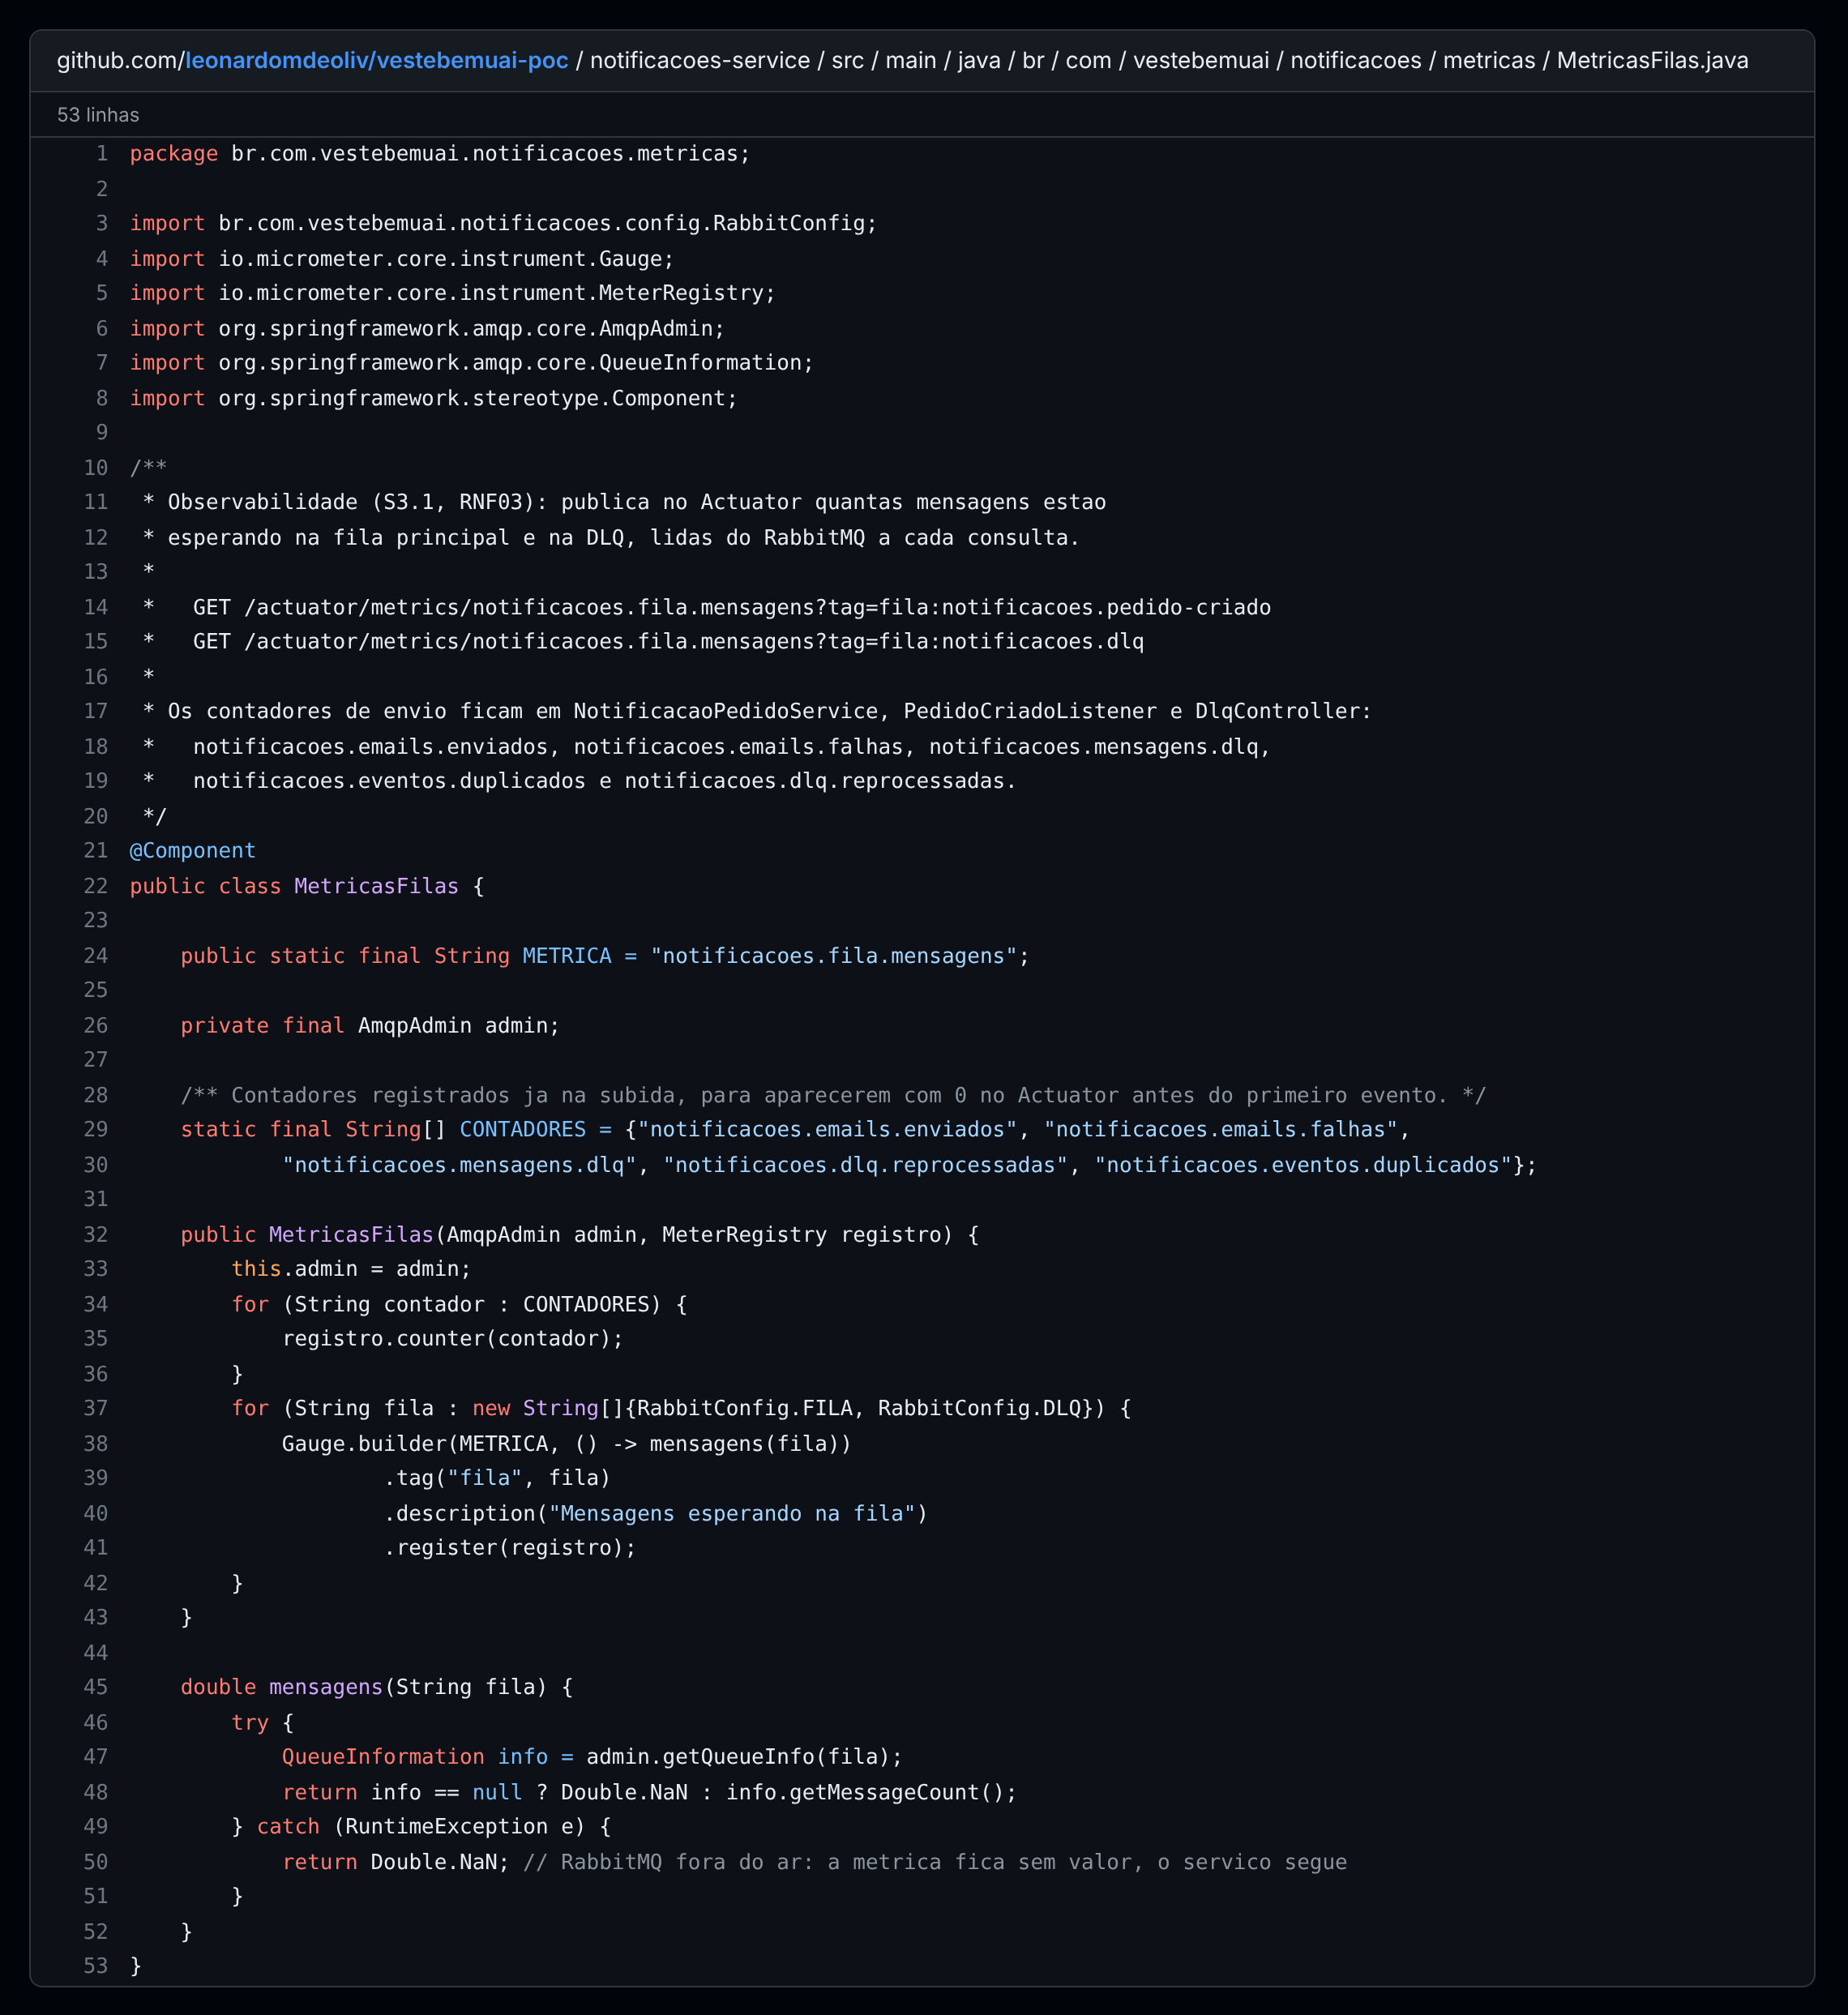 github.com/leonardomdeoliv/vestebemuai-poc / notificacoes-service / src / main / java / br / com / vestebemuai / notificacoes / metricas / MetricasFilas.java
53 linhas
1 package br.com.vestebemuai.notificacoes.metricas;
2
3 import br.com.vestebemuai.notificacoes.config.RabbitConfig;
4 import io.micrometer.core.instrument.Gauge;
5 import io.micrometer.core.instrument.MeterRegistry;
6 import org.springframework.amqp.core.AmqpAdmin;
7 import org.springframework.amqp.core.QueueInformation;
8 import org.springframework.stereotype.Component;
9
10 /**
11  * Observabilidade (S3.1, RNF03): publica no Actuator quantas mensagens estao
12  * esperando na fila principal e na DLQ, lidas do RabbitMQ a cada consulta.
13  *
14  *   GET /actuator/metrics/notificacoes.fila.mensagens?tag=fila:notificacoes.pedido-criado
15  *   GET /actuator/metrics/notificacoes.fila.mensagens?tag=fila:notificacoes.dlq
16  *
17  * Os contadores de envio ficam em NotificacaoPedidoService, PedidoCriadoListener e DlqController:
18  *   notificacoes.emails.enviados, notificacoes.emails.falhas, notificacoes.mensagens.dlq,
19  *   notificacoes.eventos.duplicados e notificacoes.dlq.reprocessadas.
20  */
21 @Component
22 public class MetricasFilas {
23
24     public static final String METRICA = "notificacoes.fila.mensagens";
25
26     private final AmqpAdmin admin;
27
28     /** Contadores registrados ja na subida, para aparecerem com 0 no Actuator antes do primeiro evento. */
29     static final String[] CONTADORES = {"notificacoes.emails.enviados", "notificacoes.emails.falhas",
30             "notificacoes.mensagens.dlq", "notificacoes.dlq.reprocessadas", "notificacoes.eventos.duplicados"};
31
32     public MetricasFilas(AmqpAdmin admin, MeterRegistry registro) {
33         this.admin = admin;
34         for (String contador : CONTADORES) {
35             registro.counter(contador);
36         }
37         for (String fila : new String[]{RabbitConfig.FILA, RabbitConfig.DLQ}) {
38             Gauge.builder(METRICA, () -> mensagens(fila))
39                     .tag("fila", fila)
40                     .description("Mensagens esperando na fila")
41                     .register(registro);
42         }
43     }
44
45     double mensagens(String fila) {
46         try {
47             QueueInformation info = admin.getQueueInfo(fila);
48             return info == null ? Double.NaN : info.getMessageCount();
49         } catch (RuntimeException e) {
50             return Double.NaN; // RabbitMQ fora do ar: a metrica fica sem valor, o servico segue
51         }
52     }
53 }